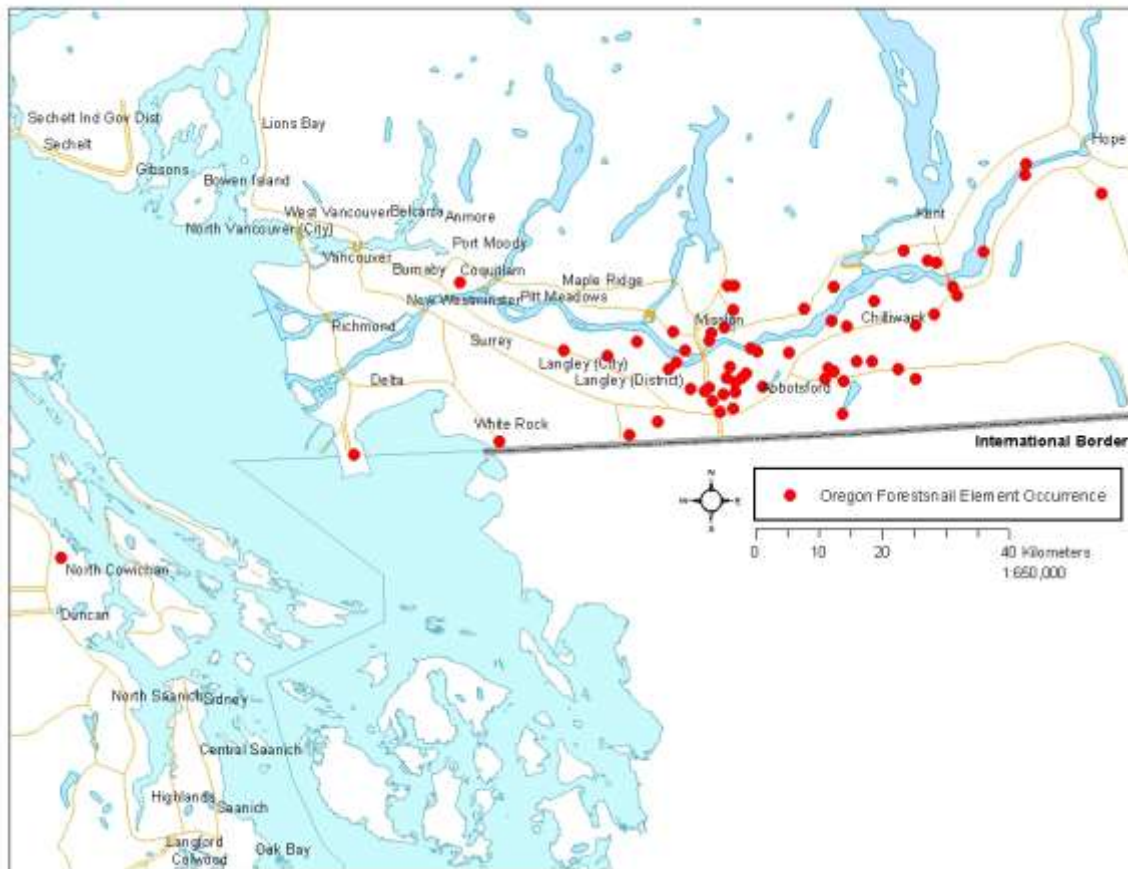 Sechelt Ind Gov Dist
Sechelt
Gibsons
Lions Bay
Bowen Island
West Vancouver
Belcarra
Anmore
North Vancouver (City)
Port Moody
Vancouver
Burnaby
Coquitlam
Maple Ridge
New Westminster
Pitt Meadows
Richmond
Surrey
Mission
Kent
Hope
Chilliwack
Langley (City)
Langley (District)
Abbotsford
Delta
White Rock
International Border
N
W
E
S
Oregon Forestsnail Element Occurrence
0 10 20 40 Kilometers
1:650,000
North Cowichan
Duncan
North Saanich
Sidney
Central Saanich
Highlands
Saanich
Langford
Colwood
Oak Bay